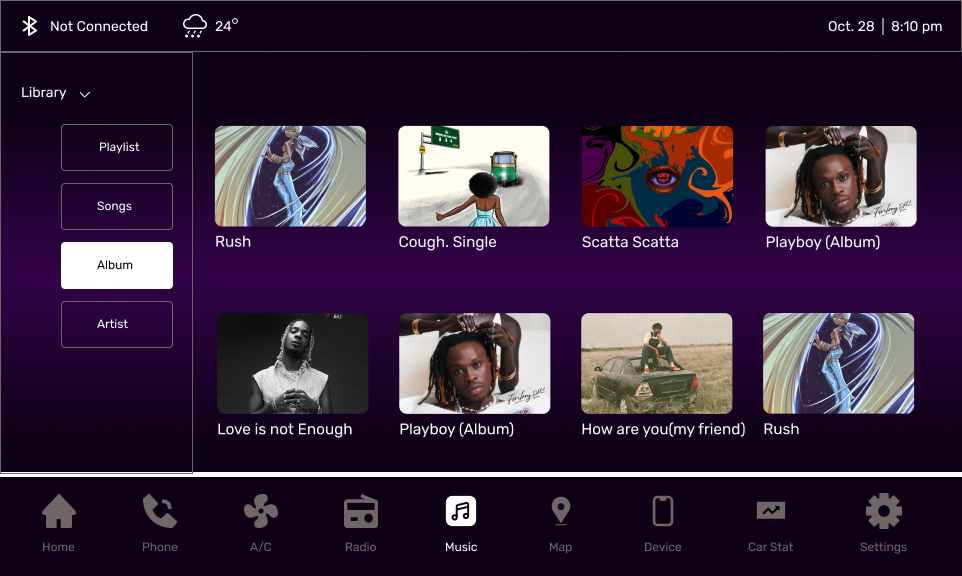 Not Connected
24°
Oct. 28 | 8:10 pm
Library
Playlist
Songs
Album
Artist
Rush
Cough. Single
Scatta Scatta
Playboy (Album)
Love is not Enough
Playboy (Album)
How are you(my friend)
Rush
Home
Phone
A/C
Radio
Music
Map
Device
Car Stat
Settings